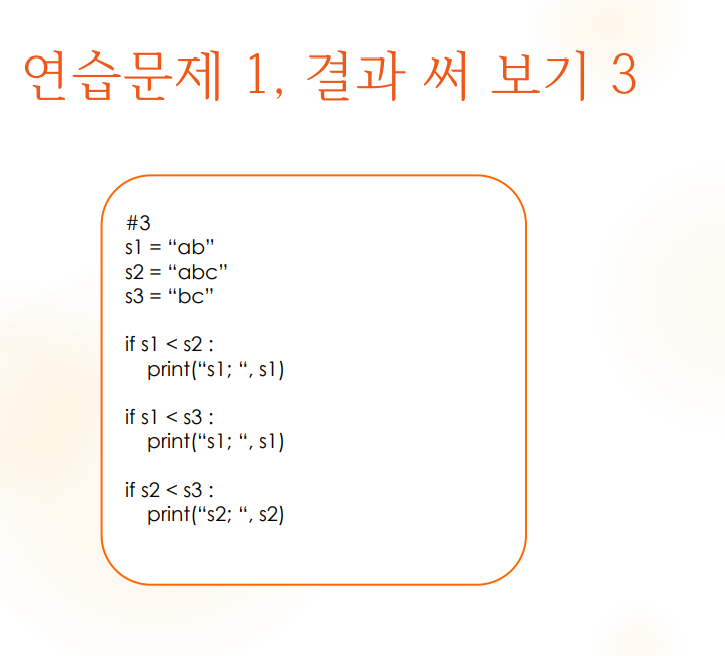 연습문제 1, 결과 써 보기 3
#3
s1 = “ab”
s2 = “abc”
s3 = “bc”
if s1 < s2 :
print(“s1; “, s1)
if s1 < s3 :
print(“s1; “, s1)
if s2 < s3 :
print(“s2; “, s2)